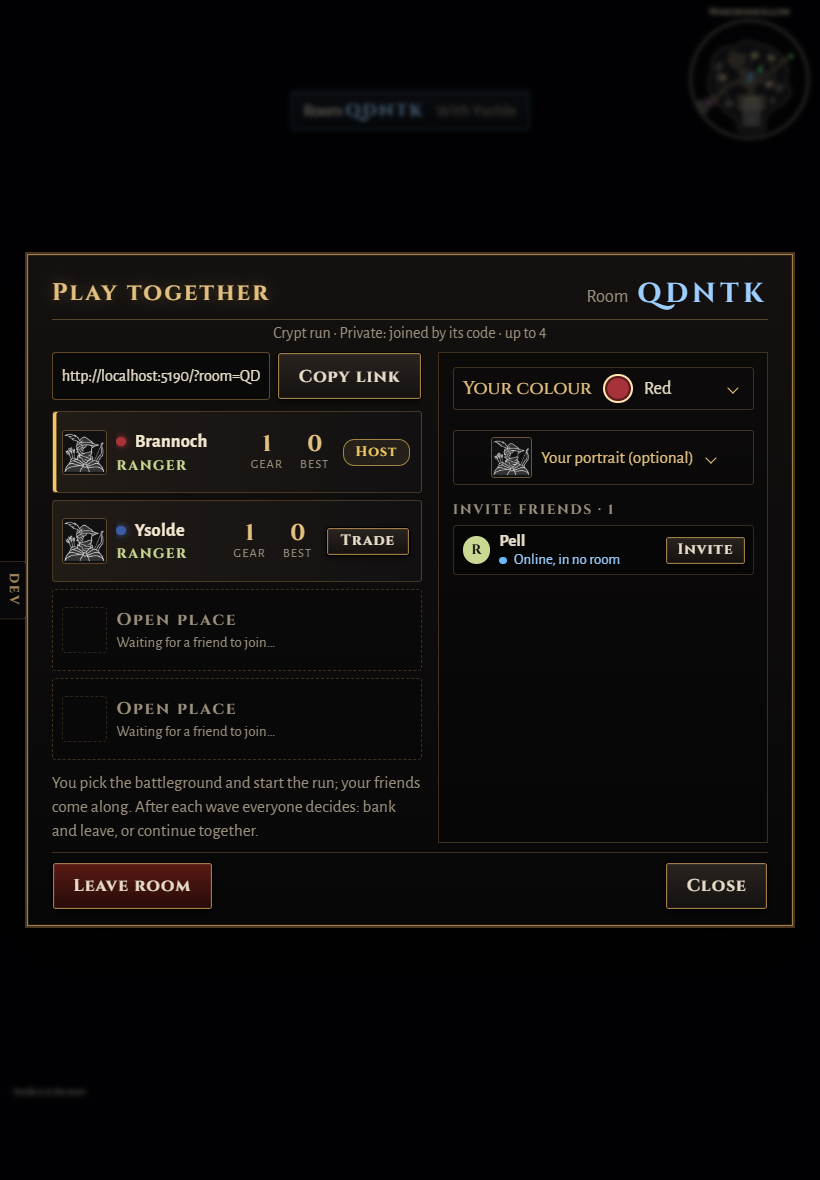 Room QDNTK With Ysolde
PLAY TOGETHER
Room QDNTK
Crypt run · Private: joined by its code · up to 4
http://localhost:5190/?room=QD
COPY LINK
YOUR COLOUR Red
Brannoch
RANGER
1 GEAR
0 BEST
HOST
Your portrait (optional)
Ysolde
RANGER
1 GEAR
0 BEST
TRADE
INVITE FRIENDS · 1
R
Pell
Online, in no room
INVITE
DEV
OPEN PLACE
Waiting for a friend to join...
OPEN PLACE
Waiting for a friend to join...
You pick the battleground and start the run; your friends
come along. After each wave everyone decides: bank
and leave, or continue together.
LEAVE ROOM
CLOSE